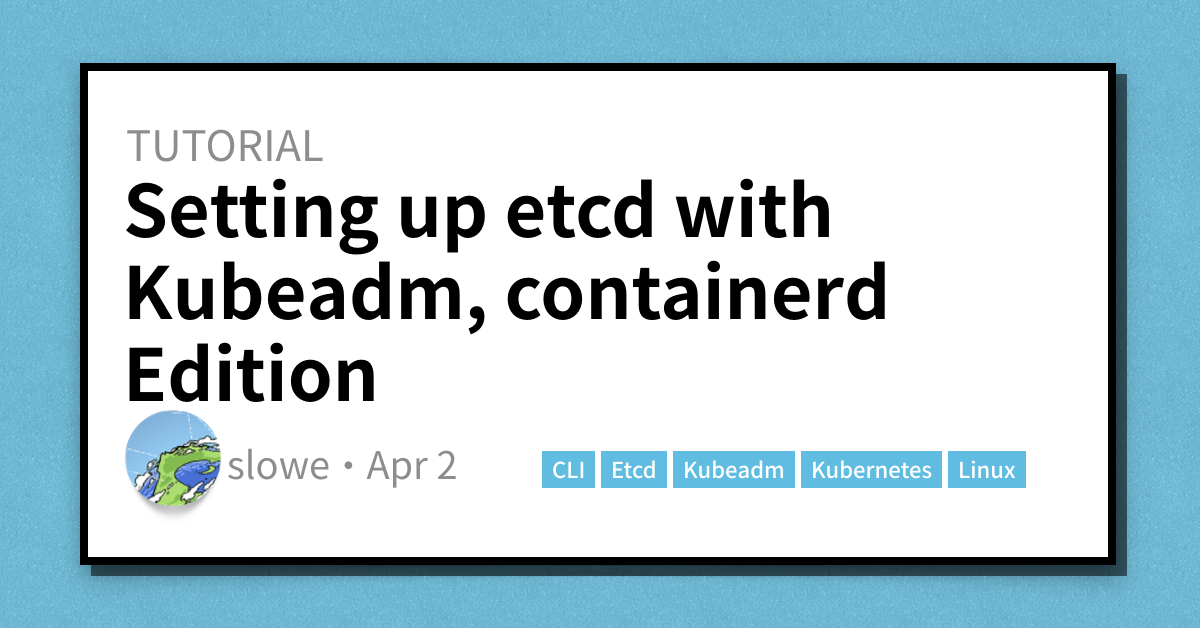 TUTORIAL
Setting up etcd with
Kubeadm, containerd
Edition
slowe • Apr 2
CLI Etcd Kubeadm Kubernetes Linux